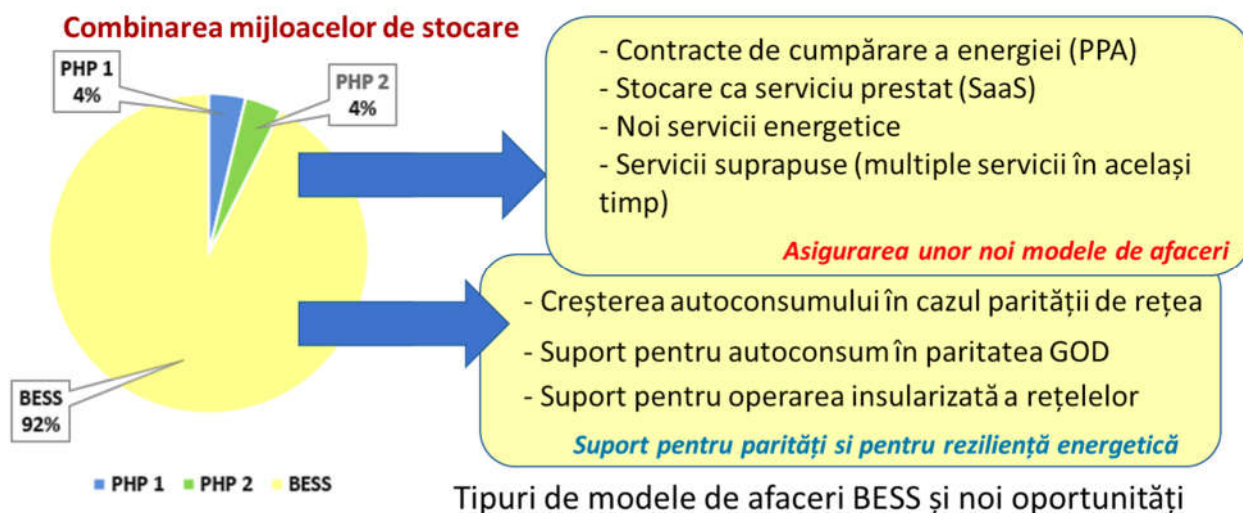 Combinarea mijloacelor de stocare
PHP 1
4%
PHP 2
4%
BESS
92%
PHP 1 PHP 2 BESS
- Contracte de cumpărare a energiei (PPA)
- Stocare ca serviciu prestat (SaaS)
- Noi servicii energetice
- Servicii suprapuse (multiple servicii în același
timp)
Asigurarea unor noi modele de afaceri
- Creșterea autoconsumului în cazul parității de rețea
- Suport pentru autoconsum în paritatea GOD
- Suport pentru operarea insularizată a rețelelor
Suport pentru parități si pentru reziliență energetică
Tipuri de modele de afaceri BESS și noi oportunități